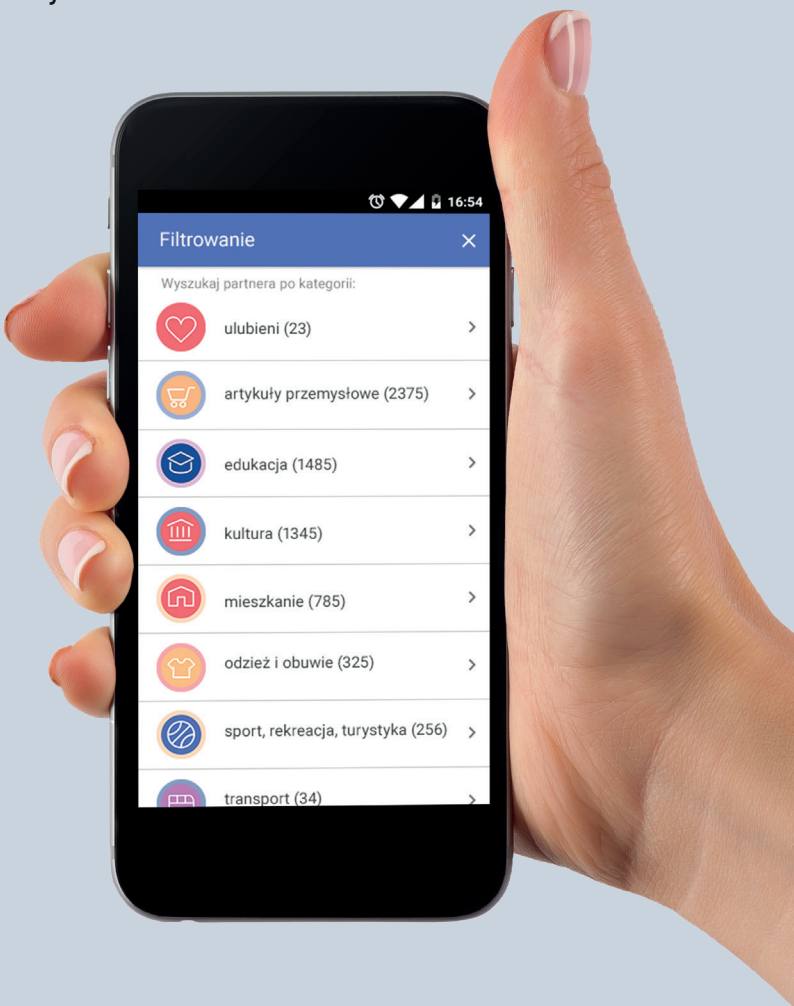 16:54
Filtrowanie
Wyszukaj partnera po kategorii:
ulubieni (23)
artykuły przemysłowe (2375)
edukacja (1485)
kultura (1345)
mieszkanie (785)
odzież i obuwie (325)
sport, rekreacja, turystyka (256)
transport (34)